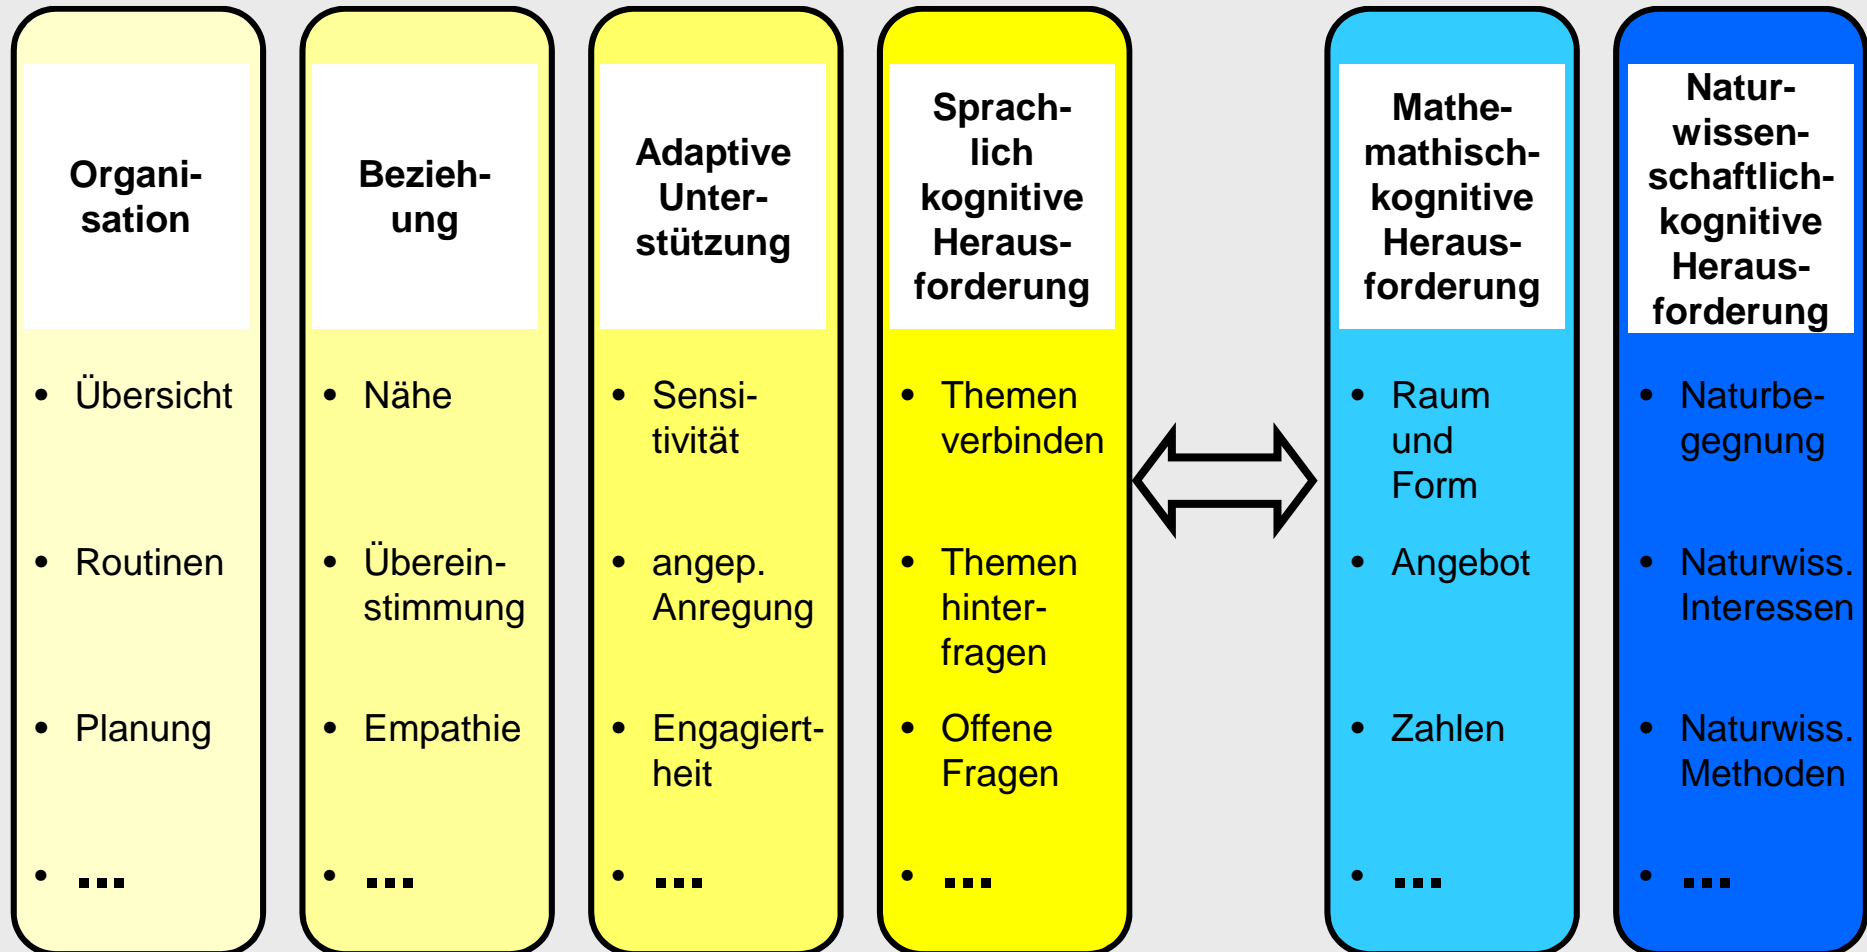 Organi-
sation
• Übersicht
• Routinen
• Planung
• ...
Bezieh-
ung
• Nähe
• Überein-
stimmung
• Empathie
• ...
Adaptive
Unter-
stützung
• Sensi-
tivität
• angep.
Anregung
• Engagiert-
heit
• ...
Sprach-
lich
kognitive
Heraus-
forderung
• Themen
verbinden
• Themen
hinter-
fragen
• Offene
Fragen
• ...
Mathe-
mathisch-
kognitive
Heraus-
forderung
• Raum
und
Form
• Angebot
• Zahlen
• ...
Natur-
wissen-
schaftlich-
kognitive
Heraus-
forderung
• Naturbe-
gegnung
• Naturwiss.
Interessen
• Naturwiss.
Methoden
• ...